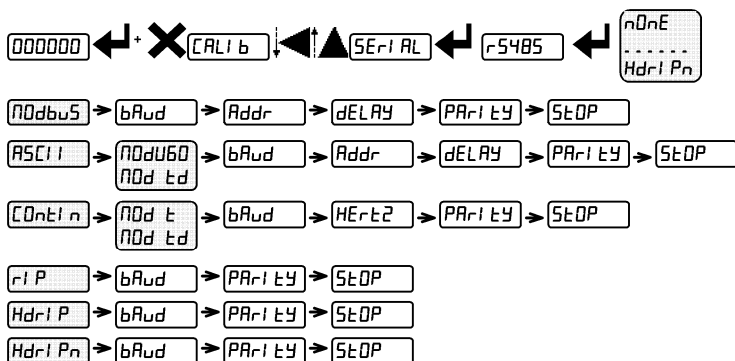 000000 + CALIb SErIAL rS485 nOnE
------
HdrIPn
MOdbuS bAud Addr dELAY PArItY StOP
ASCII MOdU60 bAud Addr dELAY PArItY StOP
MOd td
COntIn MOd t bAud HErtZ PArItY StOP
MOd td
rIP bAud PArItY StOP
HdrIP bAud PArItY StOP
HdrIPn bAud PArItY StOP